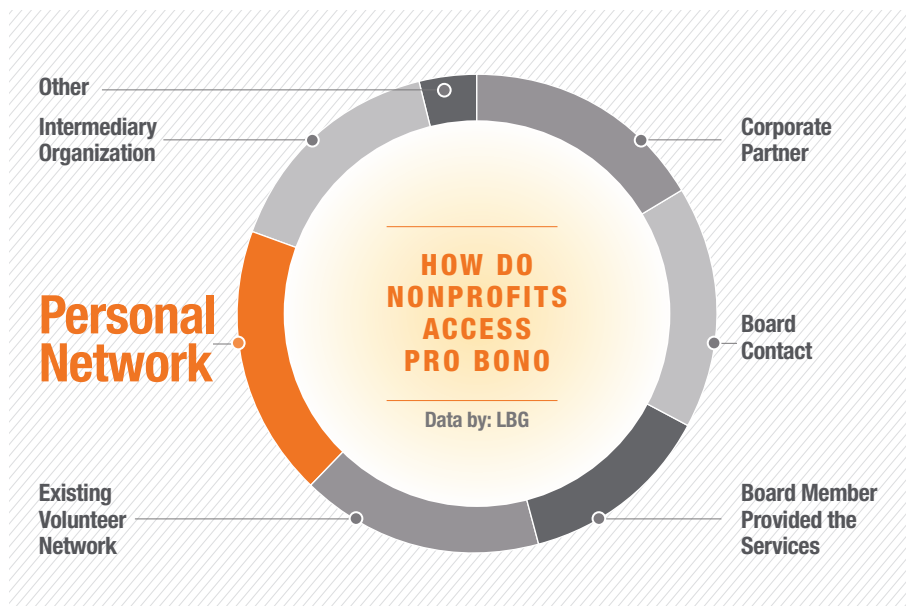 Other
Intermediary
Organization
Personal
Network
Existing
Volunteer
Network
HOW DO
NONPROFITS
ACCESS
PRO BONO
Data by: LBG
Corporate
Partner
Board
Contact
Board Member
Provided the
Services